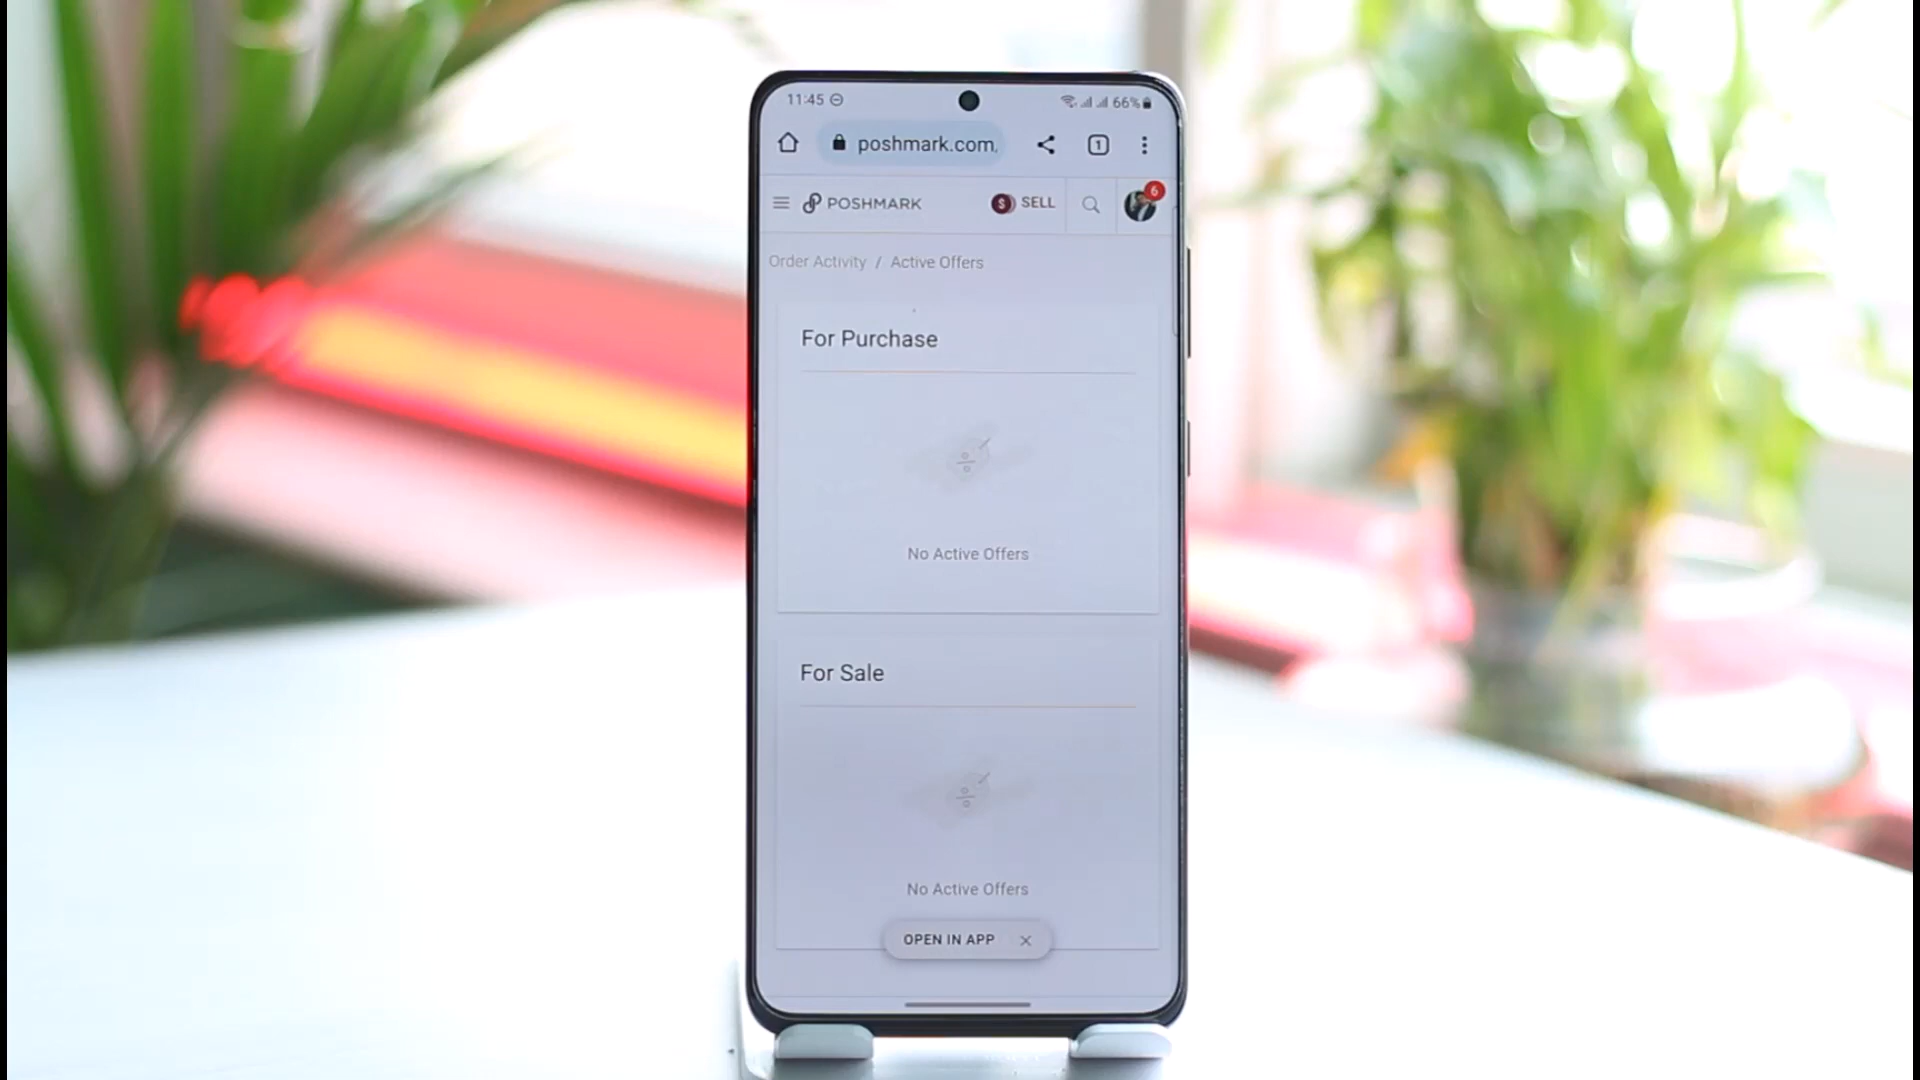 11:45 66%
poshmark.com 1
POSHMARK $ SELL 6
Order Activity / Active Offers
For Purchase
No Active Offers
For Sale
No Active Offers
OPEN IN APP